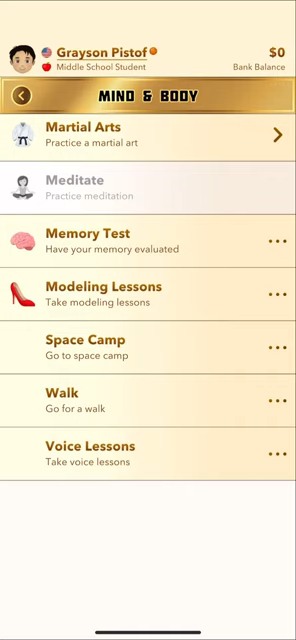 Grayson Pistof
$0
Middle School Student
Bank Balance
MIND & BODY
Martial Arts
Practice a martial art
Meditate
Practice meditation
Memory Test
Have your memory evaluated
Modeling Lessons
Take modeling lessons
Space Camp
Go to space camp
Walk
Go for a walk
Voice Lessons
Take voice lessons